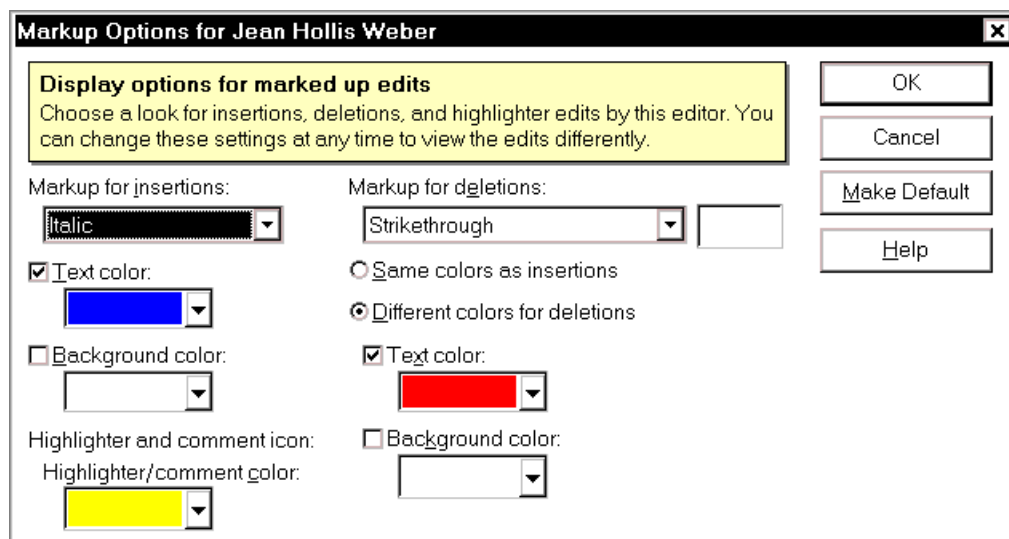 Markup Options for Jean Hollis Weber
Display options for marked up edits
Choose a look for insertions, deletions, and highlighter edits by this editor. You
can change these settings at any time to view the edits differently.
OK
Cancel
Make Default
Help
Markup for insertions:
Italic
Text color:
Background color:
Highlighter and comment icon:
Highlighter/comment color:
Markup for deletions:
Strikethrough
Same colors as insertions
Different colors for deletions
Text color:
Background color: